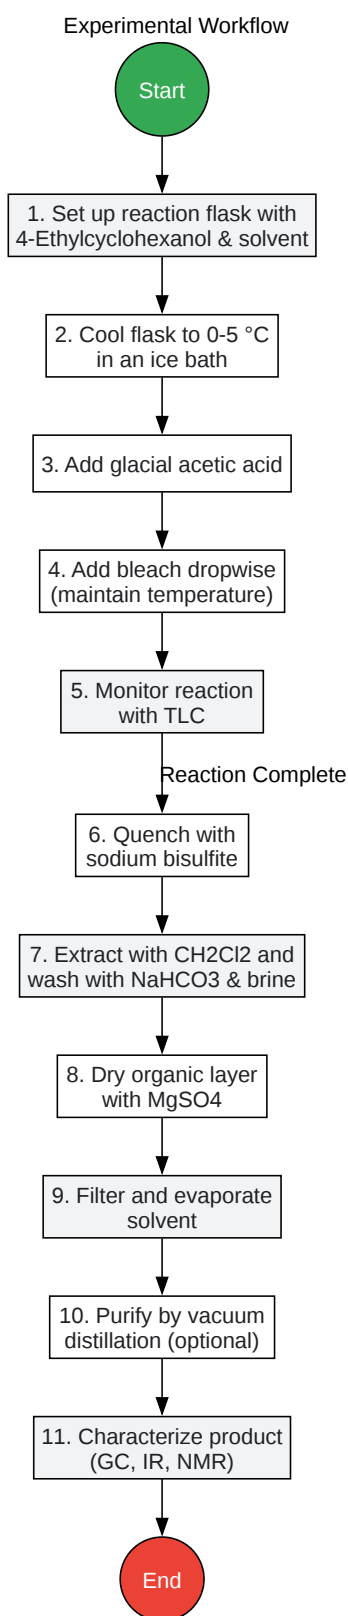 Experimental Workflow
Start
1. Set up reaction flask with
4-Ethylcyclohexanol & solvent
2. Cool flask to 0-5 °C
in an ice bath
3. Add glacial acetic acid
4. Add bleach dropwise
(maintain temperature)
5. Monitor reaction
with TLC
Reaction Complete
6. Quench with
sodium bisulfite
7. Extract with CH2Cl2 and
wash with NaHCO3 & brine
8. Dry organic layer
with MgSO4
9. Filter and evaporate
solvent
10. Purify by vacuum
distillation (optional)
11. Characterize product
(GC, IR, NMR)
End